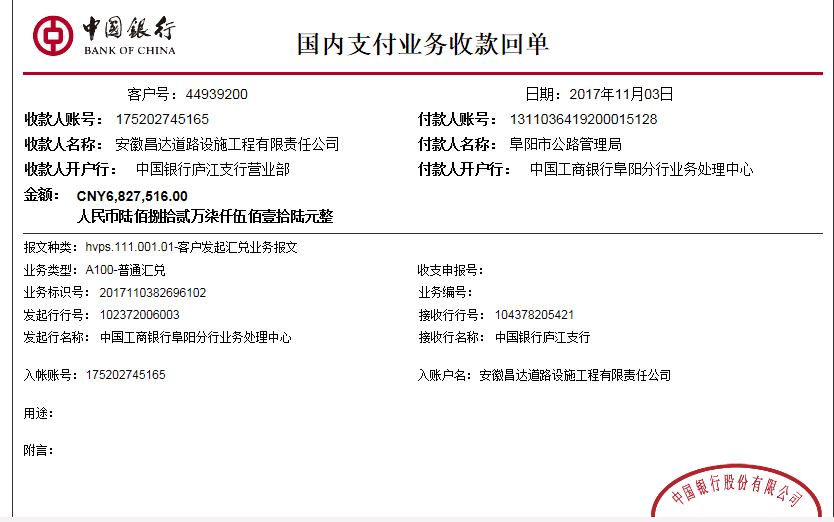 中国银行
BANK OF CHINA
国内支付业务收款回单
客户号：44939200 日期：2017年11月03日
收款人账号：175202745165 付款人账号：1311036419200015128
收款人名称：安徽昌达道路设施工程有限责任公司 付款人名称：阜阳市公路管理局
收款人开户行：中国银行庐江支行营业部 付款人开户行：中国工商银行阜阳分行业务处理中心
金额：CNY6,827,516.00
人民币陆佰捌拾贰万柒仟伍佰壹拾陆元整
报文种类：hvps.111.001.01-客户发起汇兑业务报文
业务类型：A100-普通汇兑 收支申报号：
业务标识号：2017110382696102 业务编号：
发起行行号：102372006003 接收行行号：104378205421
发起行名称：中国工商银行阜阳分行业务处理中心 接收行名称：中国银行庐江支行
入帐账号：175202745165 入账户名：安徽昌达道路设施工程有限责任公司
用途：
附言：
中国银行股份有限公司